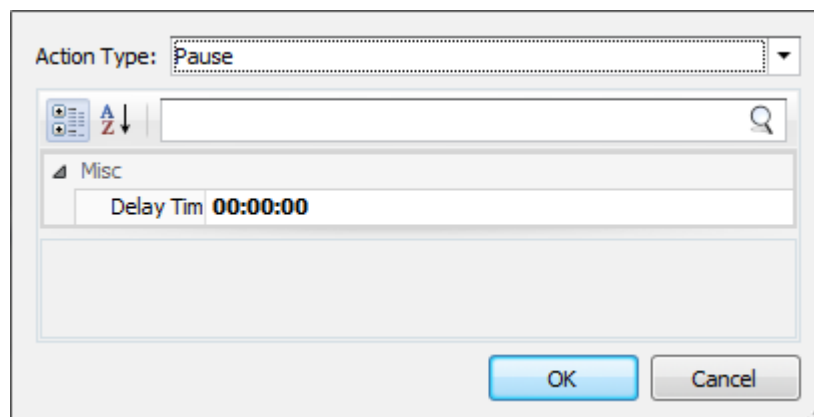 Action Type: Pause
A
Z
Misc
Delay Tim 00:00:00
OK Cancel